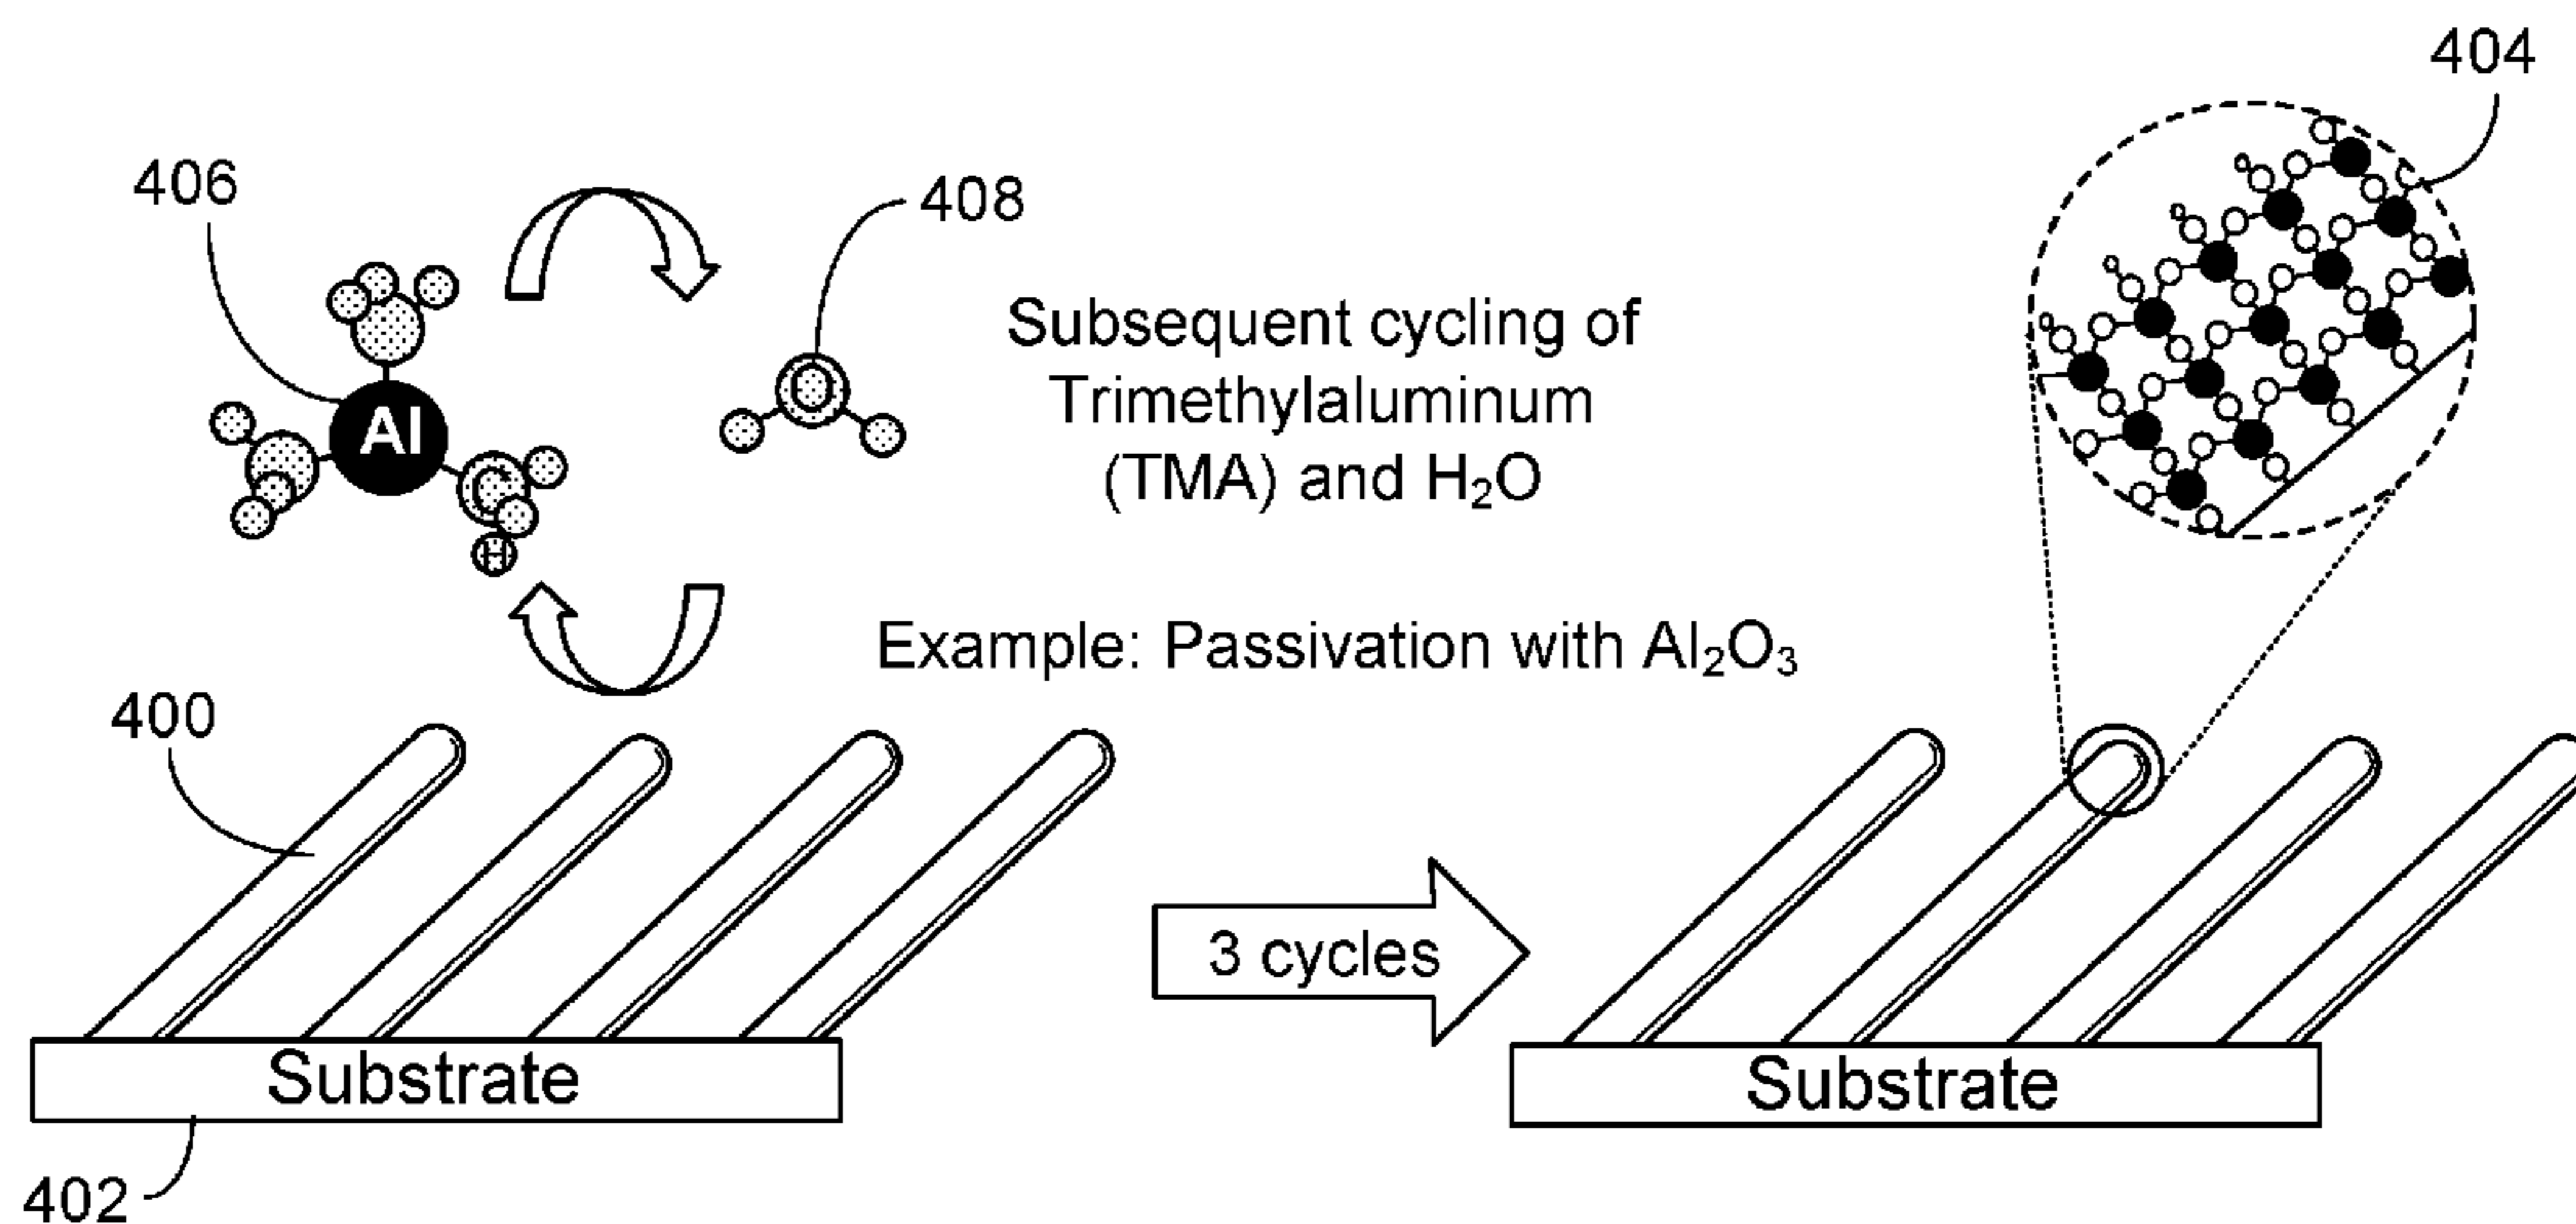 404
406
408
Al
O
C
H
Subsequent cycling of
Trimethylaluminum
(TMA) and H₂O
Example: Passivation with Al₂O₃
400
3 cycles
Substrate
Substrate
402